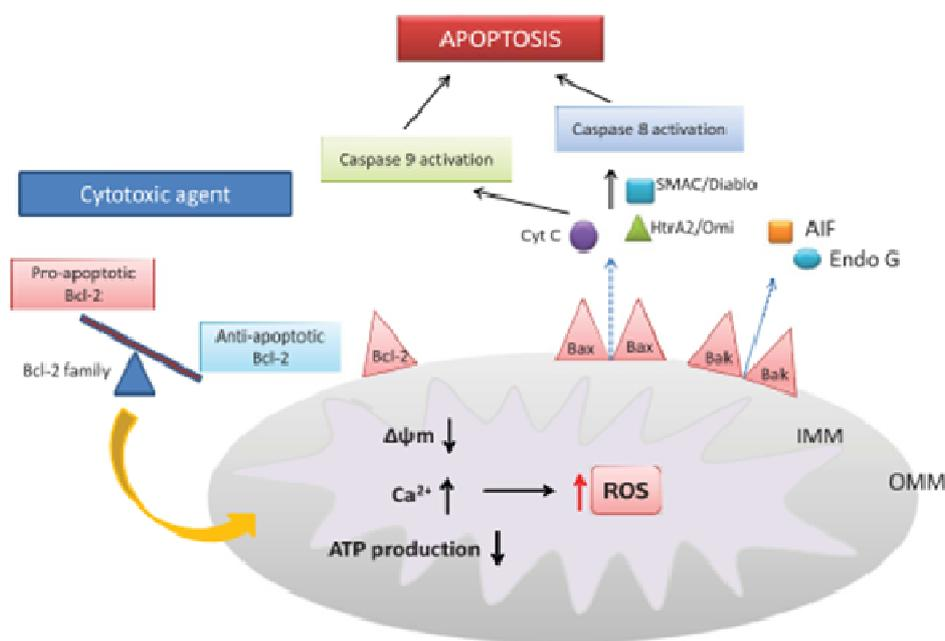 APOPTOSIS
Caspase 8 activation
Caspase 9 activation
Cytotoxic agent
SMAC/Diablo
HtrA2/Omi
Cyt C
AIF
Endo G
Pro-apoptotic
Bcl-2
Anti-apoptotic
Bcl-2
Bcl-2 family
Bcl-2
Bax
Bax
Bak
Bak
Δψm
IMM
OMM
Ca²⁺
ROS
ATP production